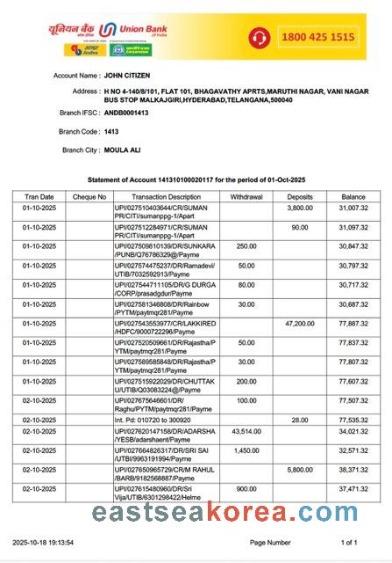 यूनियन बैंक Union Bank
of India
1800 425 1515
Account Name : JOHN CITIZEN
Address : H NO 4-140/8/101, FLAT 101, BHAGAVATHY APRTS,MARUTHI NAGAR, VANI NAGAR
BUS STOP MALKAJGIRI,HYDERABAD,TELANGANA,500040
Branch IFSC : ANDB0001413
Branch Code : 1413
Branch City : MOULA ALI
Statement of Account 141310100020117 for the period of 01-Oct-2025
Tran Date Cheque No Transaction Description Withdrawal Deposits Balance
01-10-2025 UPI/027510403644/CR/SUMAN 3,800.00 31,007.32
PR/CITI/sumanppg-1/Apart
01-10-2025 UPI/027512284971/CR/SUMAN 90.00 31,097.32
PR/CITI/sumanppg-1/Apart
01-10-2025 UPI/027509810139/DR/SUNKARA 250.00 30,847.32
/PUNB/Q76786329@/Payme
01-10-2025 UPI/027574475237/DR/Ramadevi/ 50.00 30,797.32
UTIB/7032592913/Payme
01-10-2025 UPI/027544711105/DR/G DURGA 80.00 30,717.32
/CORP/prasadgdur/Payme
01-10-2025 UPI/027581346808/DR/Rainbow 30.00 30,687.32
/PYTM/paytmqr281/Payme
01-10-2025 UPI/027543553977/CR/LAKKIRED 47,200.00 77,887.32
/HDFC/9000722296/Payme
01-10-2025 UPI/027520509661/DR/Rajastha/P 50.00 77,837.32
YTM/paytmqr281/Payme
01-10-2025 UPI/027589585848/DR/Rajastha/P 30.00 77,807.32
YTM/paytmqr281/Payme
01-10-2025 UPI/027515922029/DR/CHUTTAK 200.00 77,607.32
U/UTIB/Q03083224@/Payme
02-10-2025 UPI/027675646601/DR/ 100.00 77,507.32
Raghu/PYTM/paytmqr281/Payme
02-10-2025 Int. Pd: 010720 to 300920 28.00 77,535.32
02-10-2025 UPI/027620147158/DR/ADARSHA 43,514.00 34,021.32
/YESB/adarshaent/Payme
02-10-2025 UPI/027664826317/DR/SRI SAI 1,450.00 32,571.32
/UTBI/9963191994/Payme
02-10-2025 UPI/027650965729/CR/M RAHUL 5,800.00 38,371.32
/BARB/9182568887/Payme
02-10-2025 UPI/027615480960/DR/Sri 900.00 37,471.32
Vija/UTIB/6301298422/Helme
eastseakorea.com
2025-10-18 19:13:54 Page Number 1 of 1